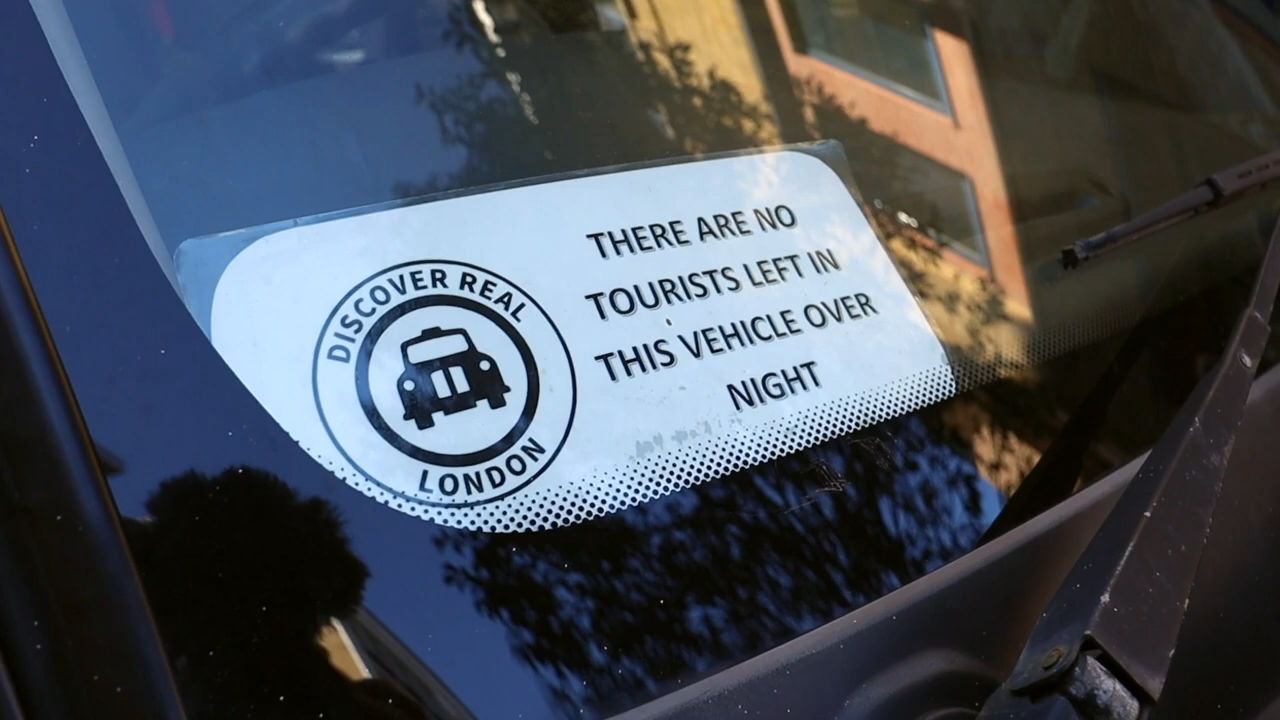 DISCOVER REAL
LONDON
THERE ARE NO
TOURISTS LEFT IN
THIS VEHICLE OVER
NIGHT